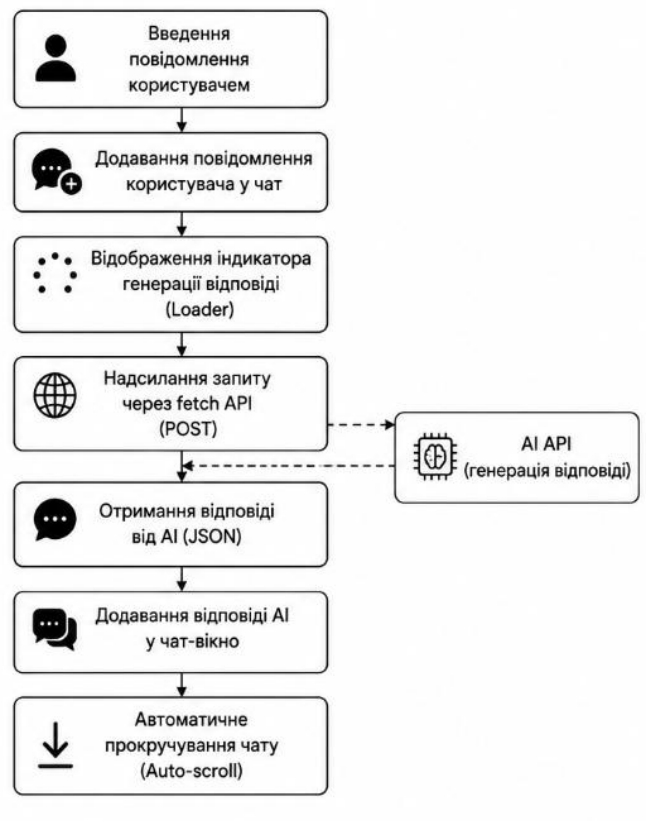 Введення
повідомлення
користувачем
Додавання повідомлення
користувача у чат
Відображення індикатора
генерації відповіді
(Loader)
Надсилання запиту
через fetch API
(POST)
AI API
(генерація відповіді)
Отримання відповіді
від AI (JSON)
Додавання відповіді AI
у чат-вікно
Автоматичне
прокручування чату
(Auto-scroll)